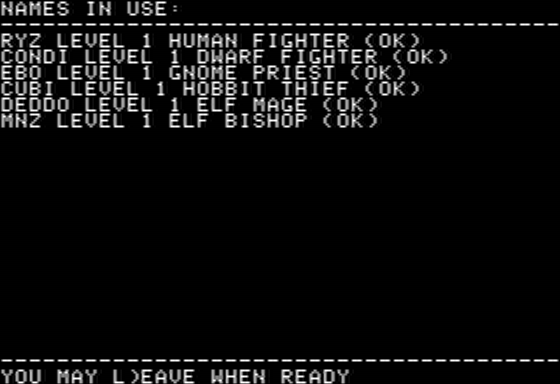 NAMES IN USE:
----------------------------------------
RYZ LEVEL 1 HUMAN FIGHTER (OK)
CONDI LEVEL 1 DWARF FIGHTER (OK)
EBO LEVEL 1 GNOME PRIEST (OK)
CUBI LEVEL 1 HOBBIT THIEF (OK)
DEDDO LEVEL 1 ELF MAGE (OK)
MNZ LEVEL 1 ELF BISHOP (OK)
----------------------------------------
YOU MAY L)EAVE WHEN READY